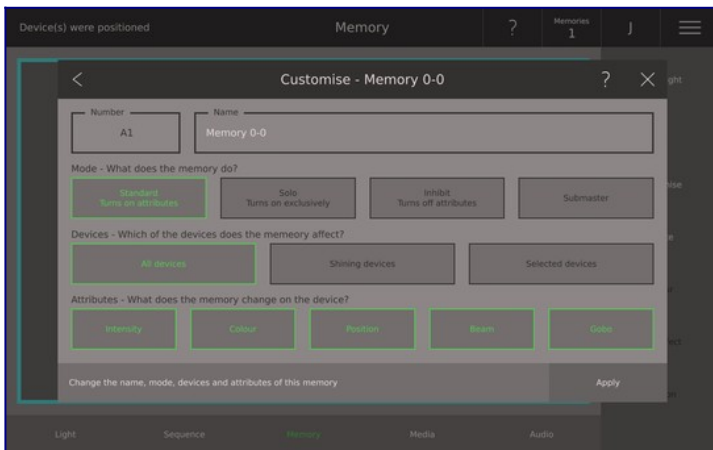 Device(s) were positioned
Memory
?
Memories
1
J
Customise - Memory 0-0
?
Number
A1
Name
Memory 0-0
Mode - What does the memory do?
Standard
Turns on attributes
Solo
Turns on exclusively
Inhibit
Turns off attributes
Submaster
Devices - Which of the devices does the memeory affect?
All devices
Shining devices
Selected devices
Attributes - What does the memory change on the device?
Intensity
Colour
Position
Beam
Gobo
Change the name, mode, devices and attributes of this memory
Apply
Light
Sequence
Memory
Media
Audio